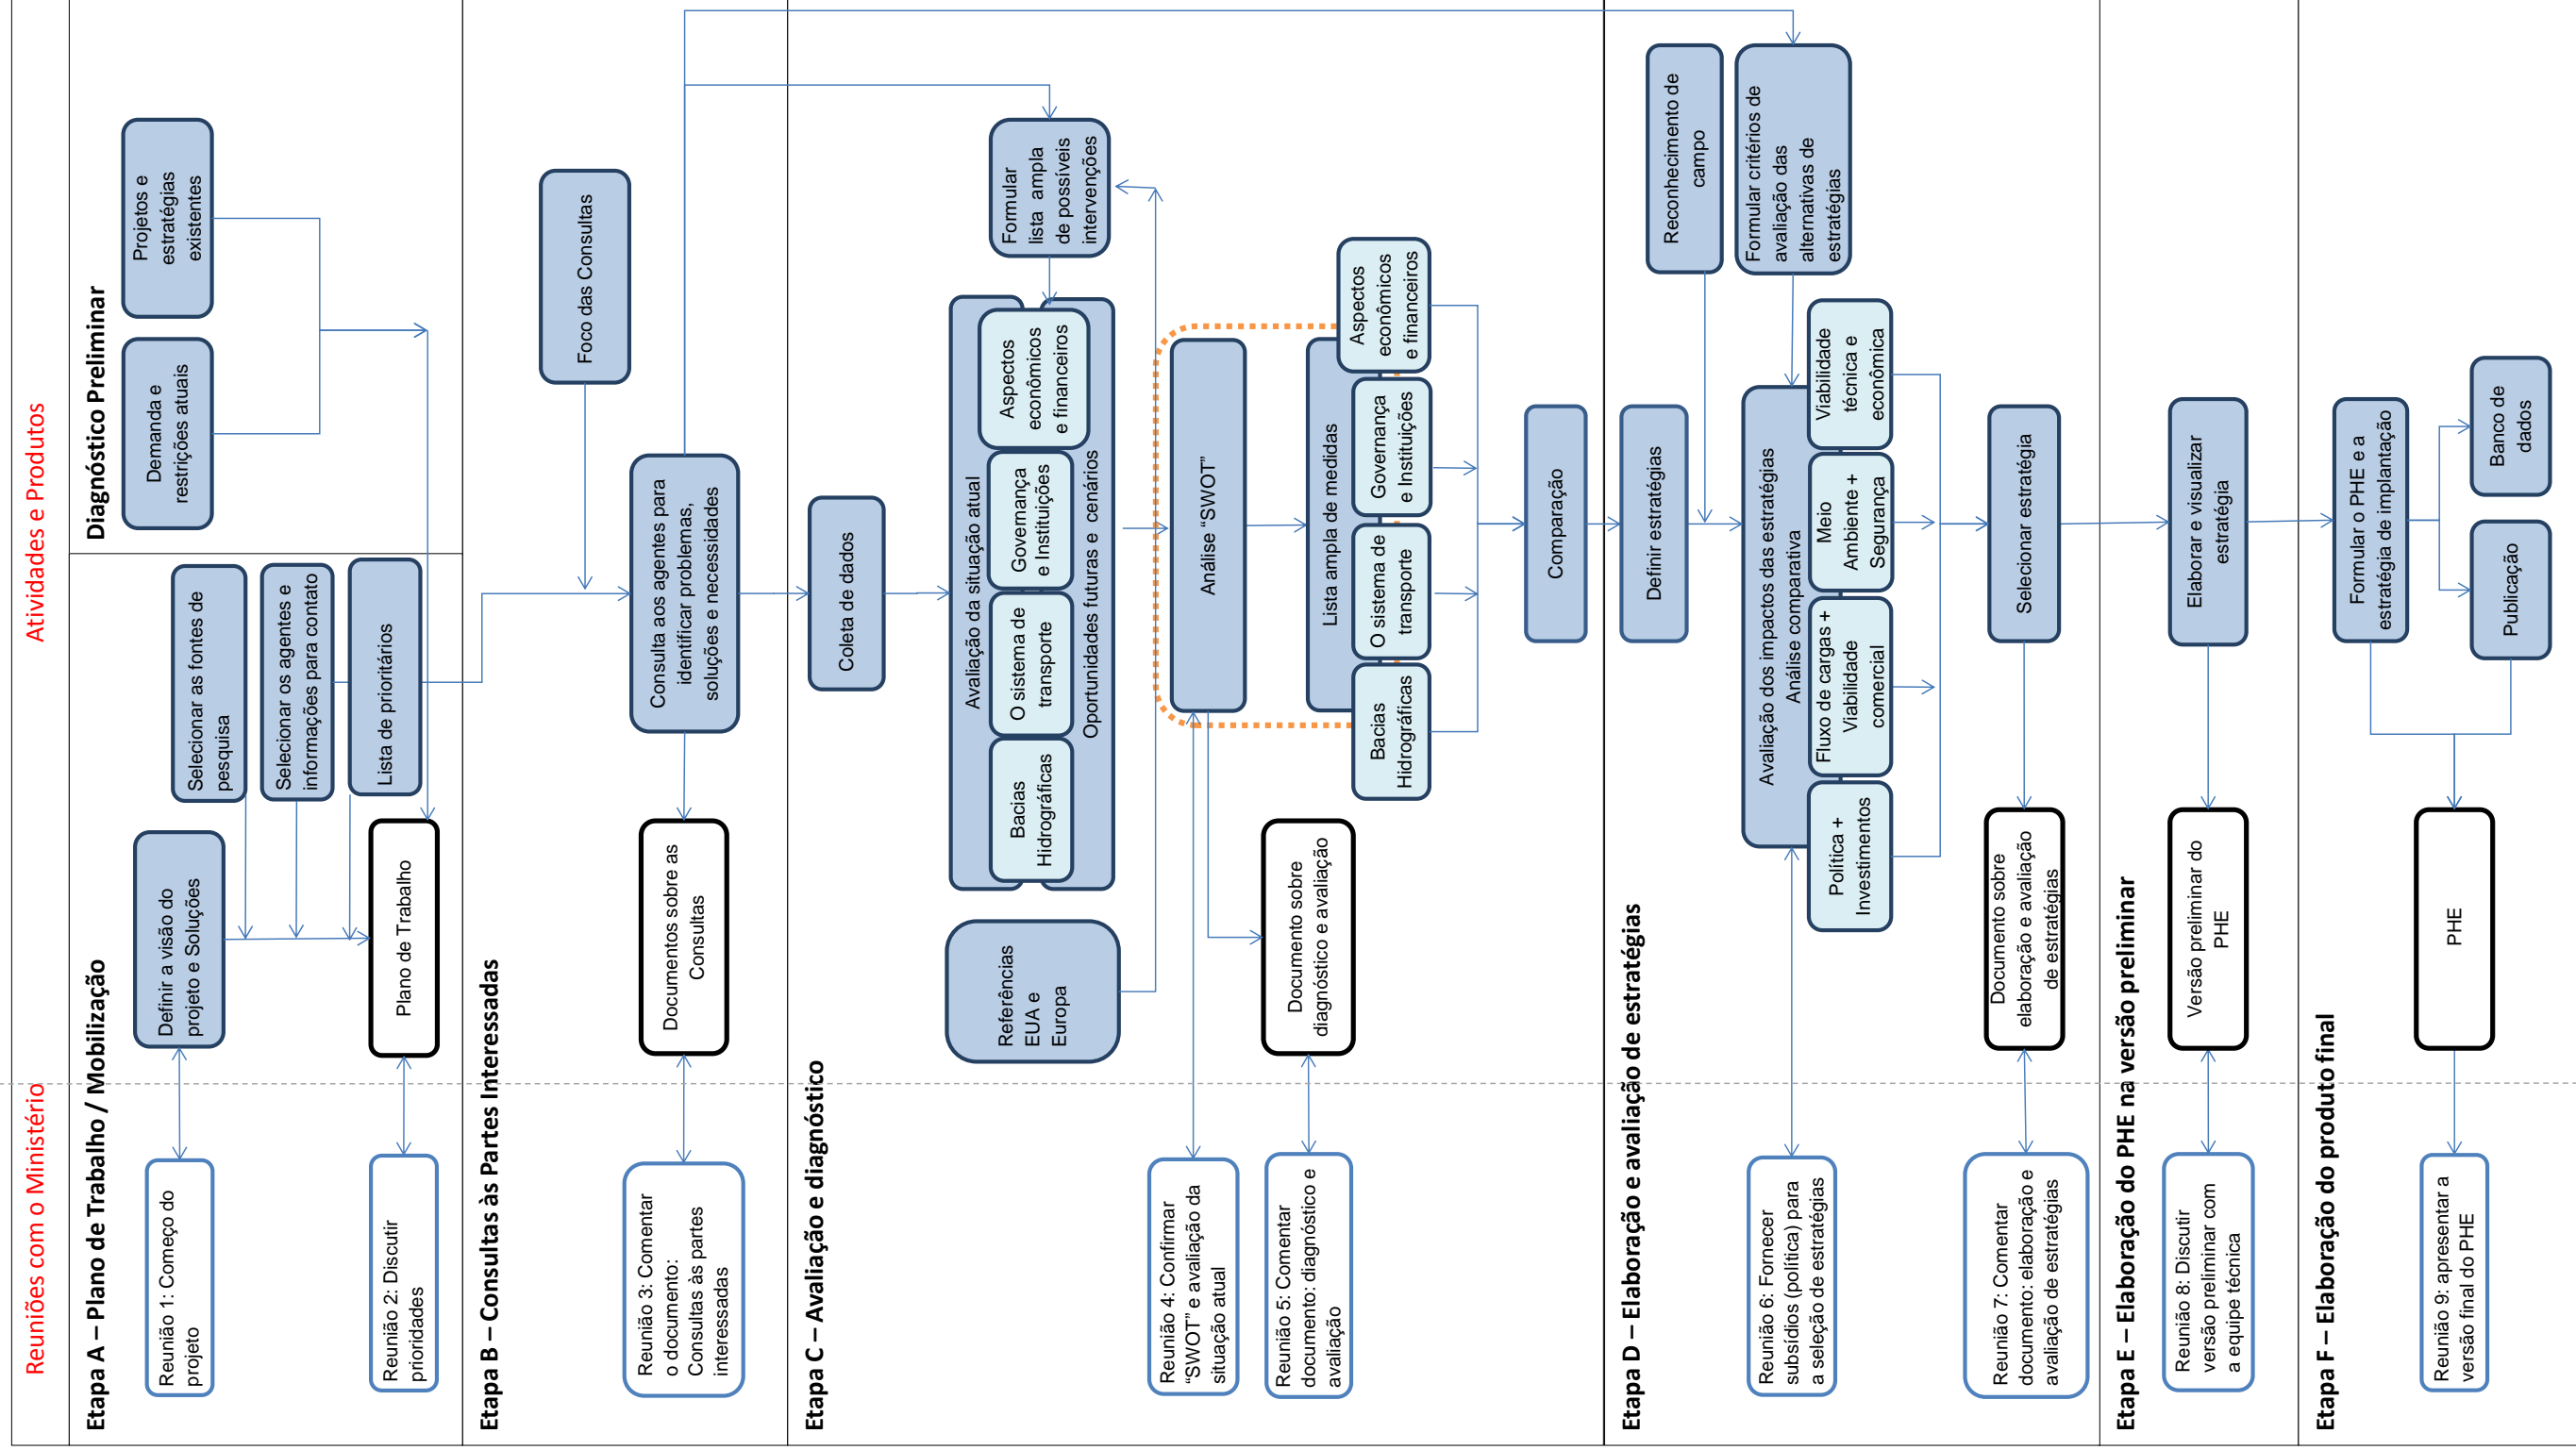 Reuniões com o Ministério
Atividades e Produtos
Etapa A – Plano de Trabalho / Mobilização
Diagnóstico Preliminar
Reunião 1: Começo do
projeto
Definir a visão do
projeto e Soluções
Selecionar as fontes de
pesquisa
Selecionar os agentes e
informações para contato
Lista de prioritários
Demanda e
restrições atuais
Projetos e
estratégias
existentes
Reunião 2: Discutir
prioridades
Plano de Trabalho
Etapa B – Consultas às Partes Interessadas
Foco das Consultas
Reunião 3: Comentar
o documento:
Consultas às partes
interessadas
Documentos sobre as
Consultas
Consulta aos agentes para
identificar problemas,
soluções e necessidades
Etapa C – Avaliação e diagnóstico
Coleta de dados
Referências
EUA e
Europa
Avaliação da situação atual
Bacias
Hidrográficas
O sistema de
transporte
Governança
e Instituições
Aspectos
econômicos
e financeiros
Oportunidades futuras e cenários
Formular
lista ampla
de possíveis
intervenções
Reunião 4: Confirmar
“SWOT” e avaliação da
situação atual
Análise “SWOT”
Reunião 5: Comentar
documento: diagnóstico e
avaliação
Documento sobre
diagnóstico e avaliação
Lista ampla de medidas
Bacias
Hidrográficas
O sistema de
transporte
Governança
e Instituições
Aspectos
econômicos
e financeiros
Comparação
Etapa D – Elaboração e avaliação de estratégias
Definir estratégias
Reconhecimento de
campo
Reunião 6: Fornecer
subsídios (política) para
a seleção de estratégias
Avaliação dos impactos das estratégias
Análise comparativa
Política +
Investimentos
Fluxo de cargas +
Viabilidade
comercial
Meio
Ambiente +
Segurança
Viabilidade
técnica e
econômica
Formular critérios de
avaliação das
alternativas de
estratégias
Reunião 7: Comentar
documento: elaboração e
avaliação de estratégias
Documento sobre
elaboração e avaliação
de estratégias
Selecionar estratégia
Etapa E – Elaboração do PHE na versão preliminar
Reunião 8: Discutir
versão preliminar com
a equipe técnica
Versão preliminar do
PHE
Elaborar e visualizar
estratégia
Etapa F – Elaboração do produto final
Formular o PHE e a
estratégia de implantação
Reunião 9: apresentar a
versão final do PHE
PHE
Publicação
Banco de
dados